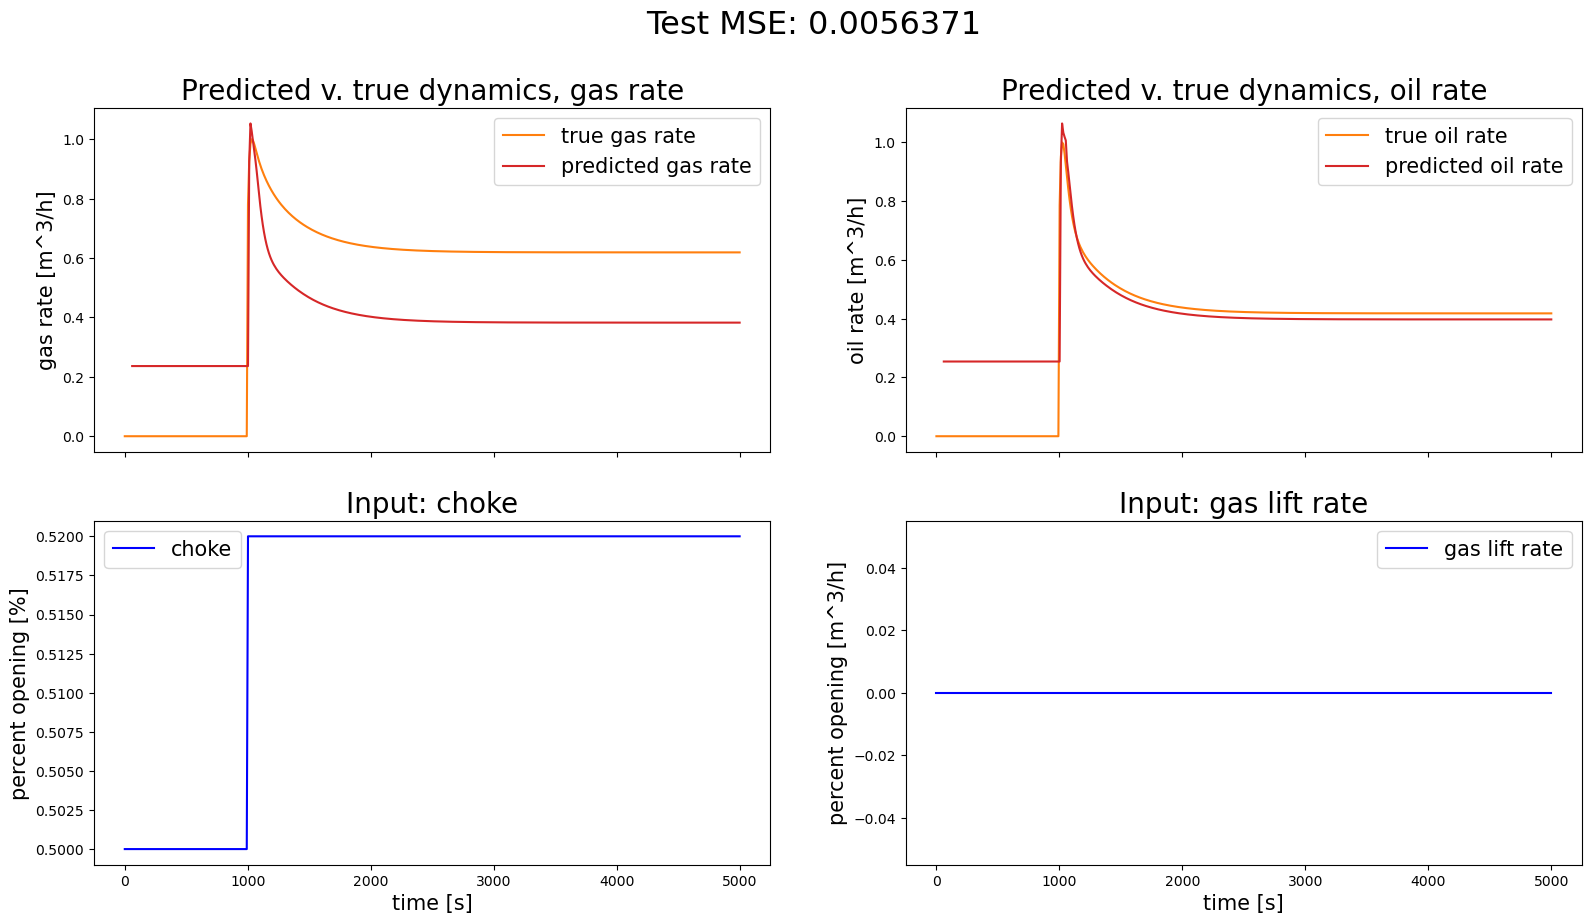 Test MSE: 0.0056371
Predicted v. true dynamics, gas rate
gas rate [m^3/h]
1.0
0.8
0.6
0.4
0.2
0.0
true gas rate
predicted gas rate
Predicted v. true dynamics, oil rate
oil rate [m^3/h]
1.0
0.8
0.6
0.4
0.2
0.0
true oil rate
predicted oil rate
Input: choke
percent opening [%]
0.5200
0.5175
0.5150
0.5125
0.5100
0.5075
0.5050
0.5025
0.5000
choke
0 1000 2000 3000 4000 5000
time [s]
Input: gas lift rate
percent opening [m^3/h]
0.04
0.02
0.00
−0.02
−0.04
gas lift rate
0 1000 2000 3000 4000 5000
time [s]